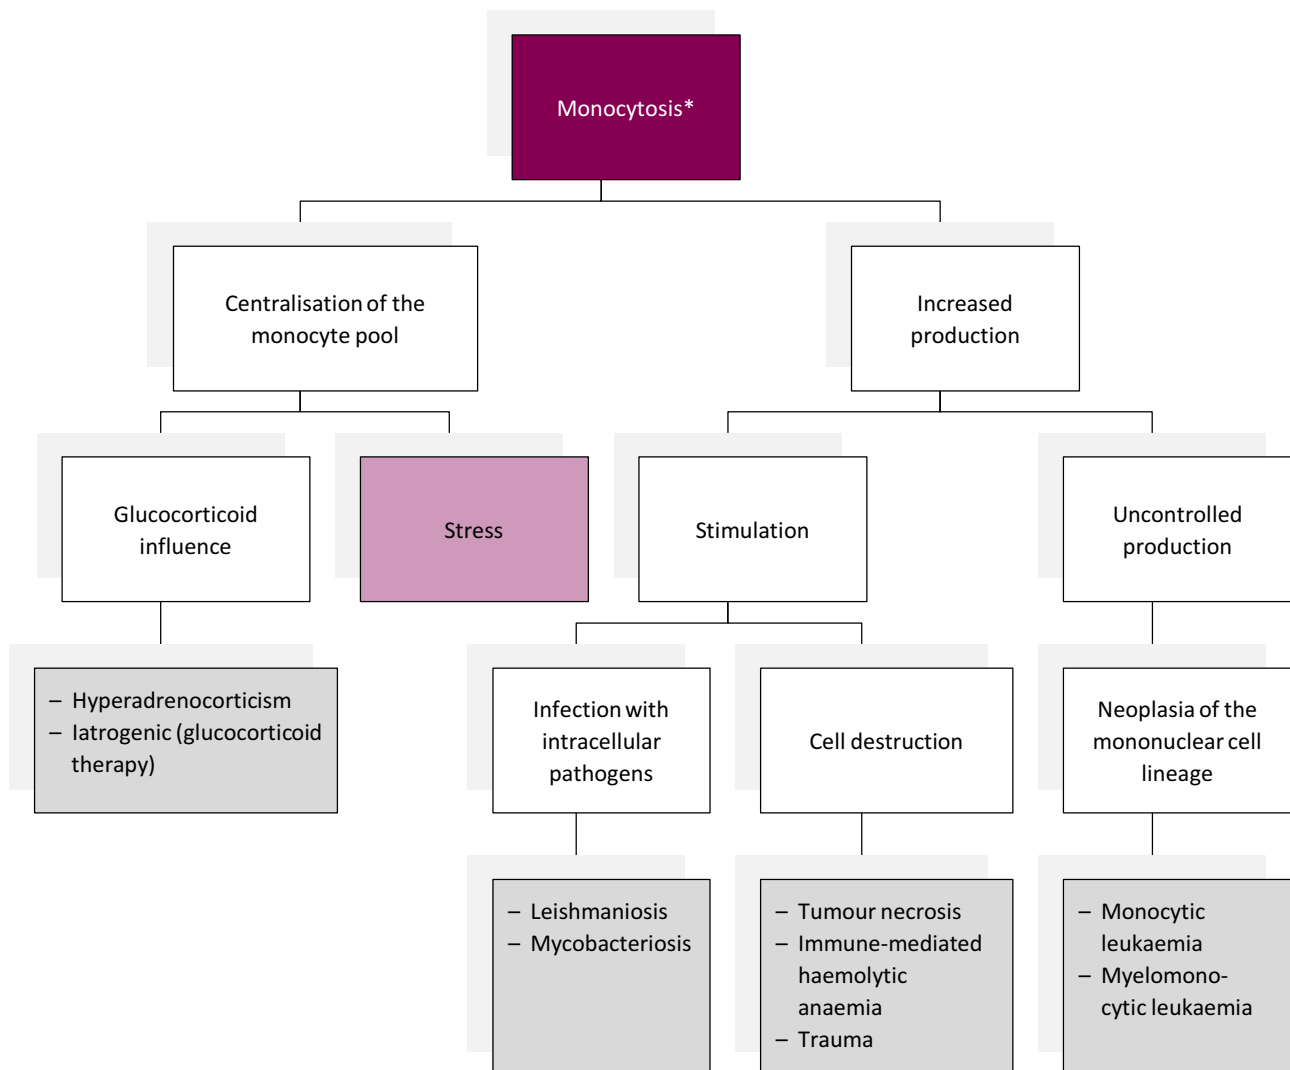 Monocytosis*
Centralisation of the
monocyte pool
Increased
production
Glucocorticoid
influence
Stress
Stimulation
Uncontrolled
production
– Hyperadrenocorticism
– Iatrogenic (glucocorticoid
therapy)
Infection with
intracellular
pathogens
Cell destruction
Neoplasia of the
mononuclear cell
lineage
– Leishmaniosis
– Mycobacteriosis
– Tumour necrosis
– Immune-mediated
haemolytic
anaemia
– Trauma
– Monocytic
leukaemia
– Myelomono-
cytic leukaemia